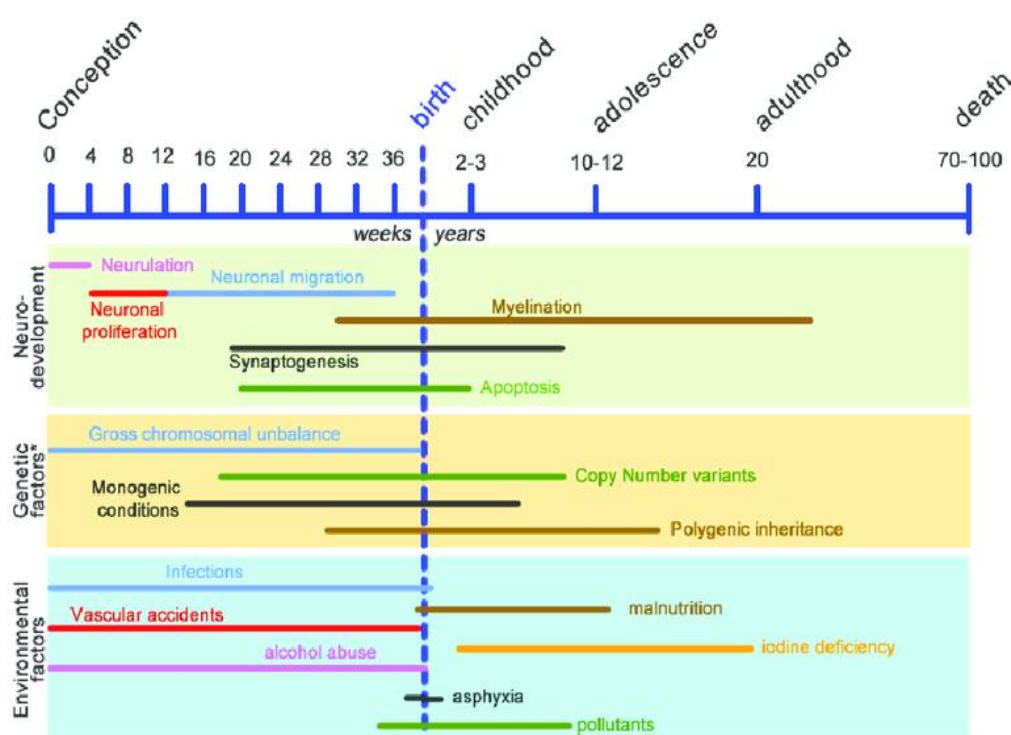 Conception
birth
childhood
adolescence
adulthood
death
0 4 8 12 16 20 24 28 32 36 2-3 10-12 20 70-100
weeks years
Neuro-
development
Neurulation
Neuronal migration
Neuronal
proliferation
Myelination
Synaptogenesis
Apoptosis
Genetic
factors*
Gross chromosomal unbalance
Copy Number variants
Monogenic
conditions
Polygenic inheritance
Environmental
factors
Infections
malnutrition
Vascular accidents
iodine deficiency
alcohol abuse
asphyxia
pollutants